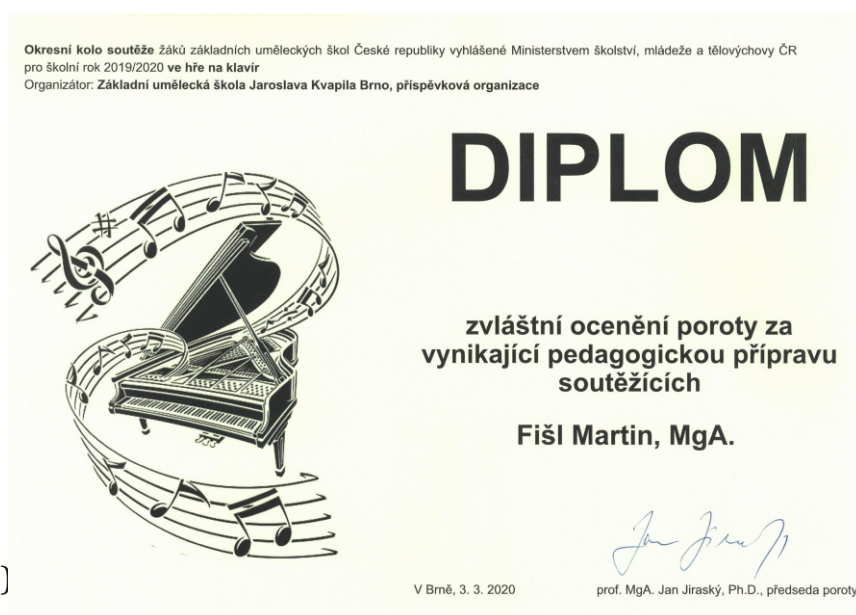 Okresní kolo soutěže žáků základních uměleckých škol České republiky vyhlášené Ministerstvem školství, mládeže a tělovýchovy ČR
pro školní rok 2019/2020 ve hře na klavír
Organizátor: Základní umělecká škola Jaroslava Kvapila Brno, příspěvková organizace
DIPLOM
zvláštní ocenění poroty za
vynikající pedagogickou přípravu
soutěžících
Fišl Martin, MgA.
V Brně, 3. 3. 2020
prof. MgA. Jan Jiraský, Ph.D., předseda poroty